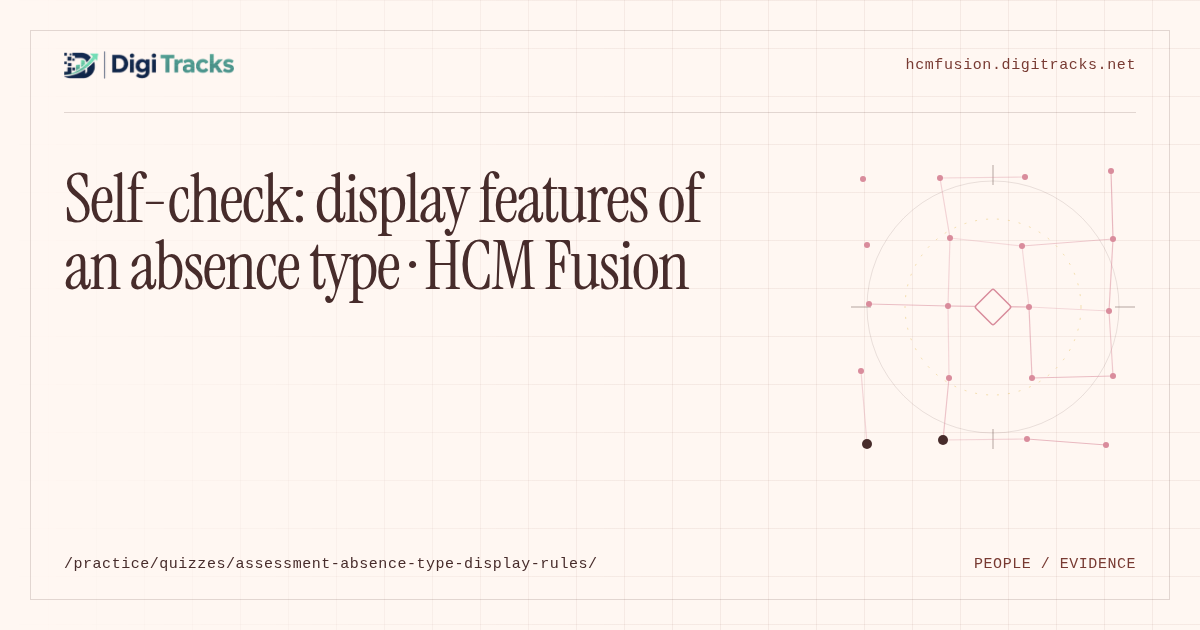 Digi Tracks
hcmfusion.digitracks.net
Self-check: display features of
an absence type · HCM Fusion
/practice/quizzes/assessment-absence-type-display-rules/
PEOPLE / EVIDENCE